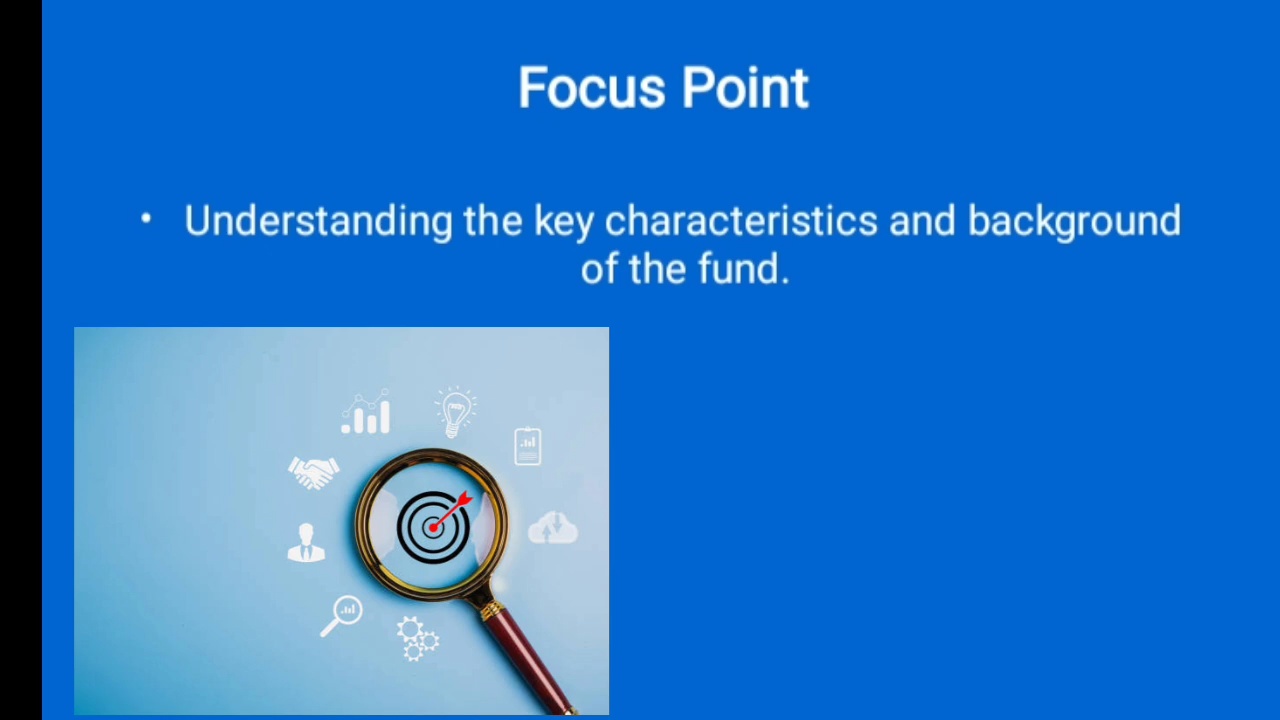 Focus Point
• Understanding the key characteristics and background
of the fund.